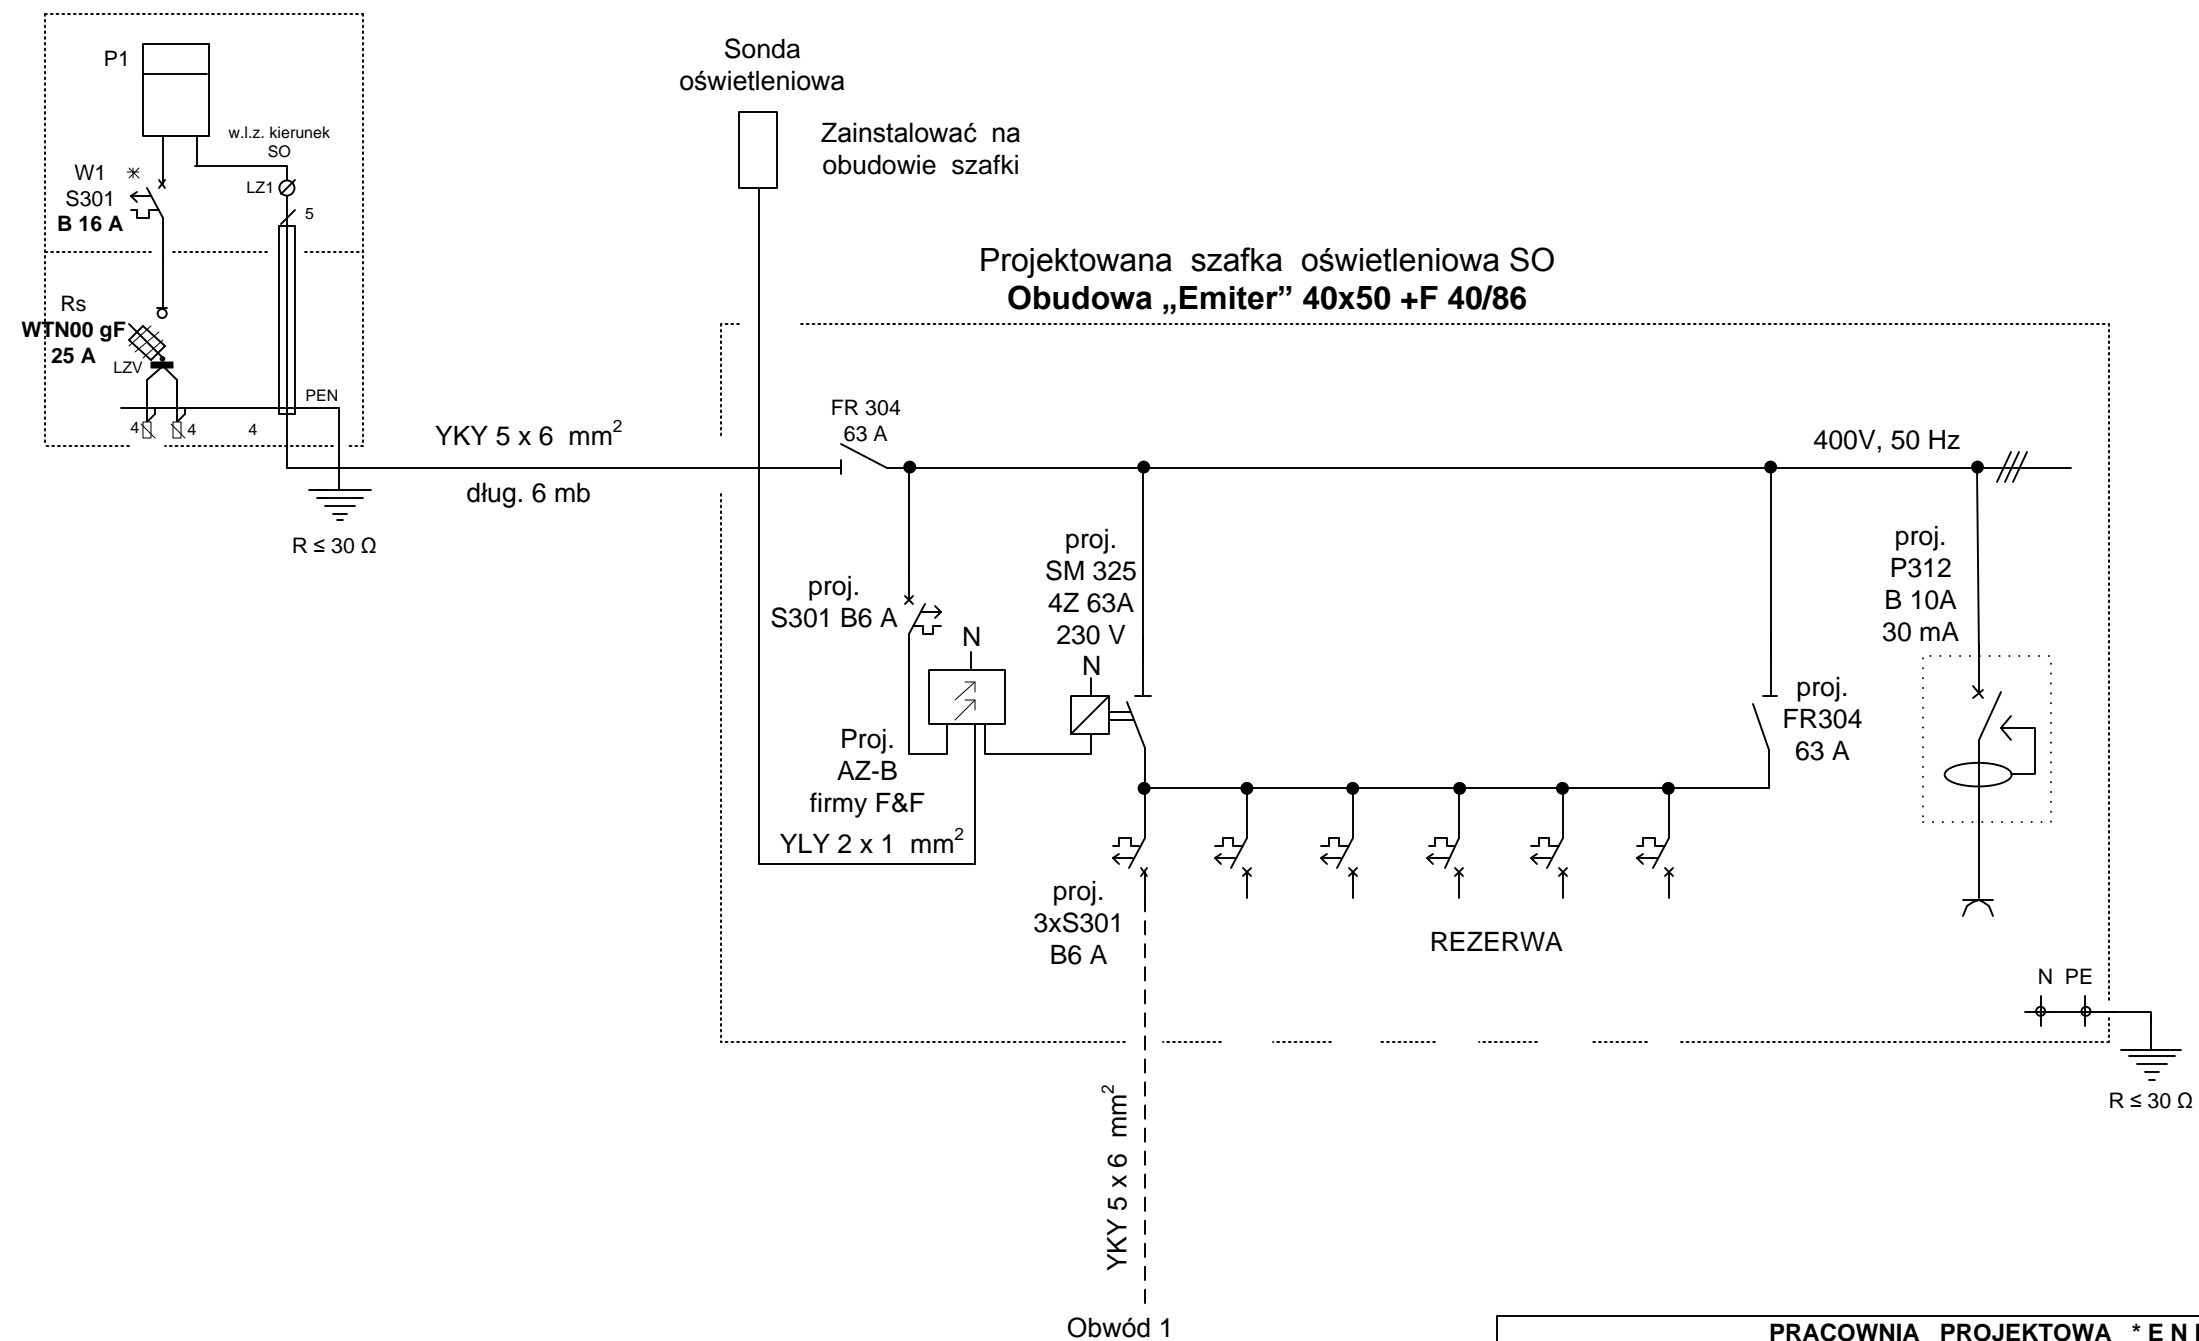 P1
w.l.z. kierunek
SO
W1
S301
B 16 A
LZ1
5
Rs
WTN00 gF
25 A
LZV
PEN
4
4
4
R ≤ 30 Ω
YKY 5 x 6 mm²
dług. 6 mb
Sonda
oświetleniowa
Zainstalować na
obudowie szafki
Projektowana szafka oświetleniowa SO
Obudowa „Emiter” 40x50 +F 40/86
FR 304
63 A
400V, 50 Hz
proj.
S301 B6 A
N
proj.
SM 325
4Z 63A
230 V
N
Proj.
AZ-B
firmy F&F
YLY 2 x 1 mm²
proj.
FR304
63 A
proj.
P312
B 10A
30 mA
proj.
3xS301
B6 A
REZERWA
N PE
R ≤ 30 Ω
YKY 5 x 6 mm²
Obwód 1
PRACOWNIA PROJEKTOWA * E N